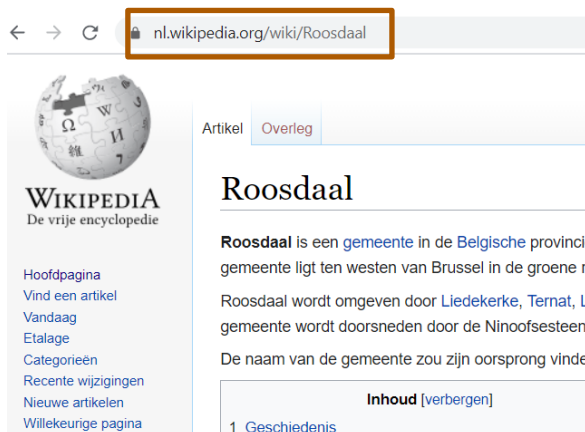 nl.wikipedia.org/wiki/Roosdaal
WIKIPEDIA
De vrije encyclopedie
Artikel Overleg
Roosdaal
Roosdaal is een gemeente in de Belgische provinci
gemeente ligt ten westen van Brussel in de groene
Roosdaal wordt omgeven door Liedekerke, Ternat, L
gemeente wordt doorsneden door de Ninoofsesteen
De naam van de gemeente zou zijn oorsprong vinde
Inhoud [verbergen]
1 Geschiedenis
Hoofdpagina
Vind een artikel
Vandaag
Etalage
Categorieën
Recente wijzigingen
Nieuwe artikelen
Willekeurige pagina